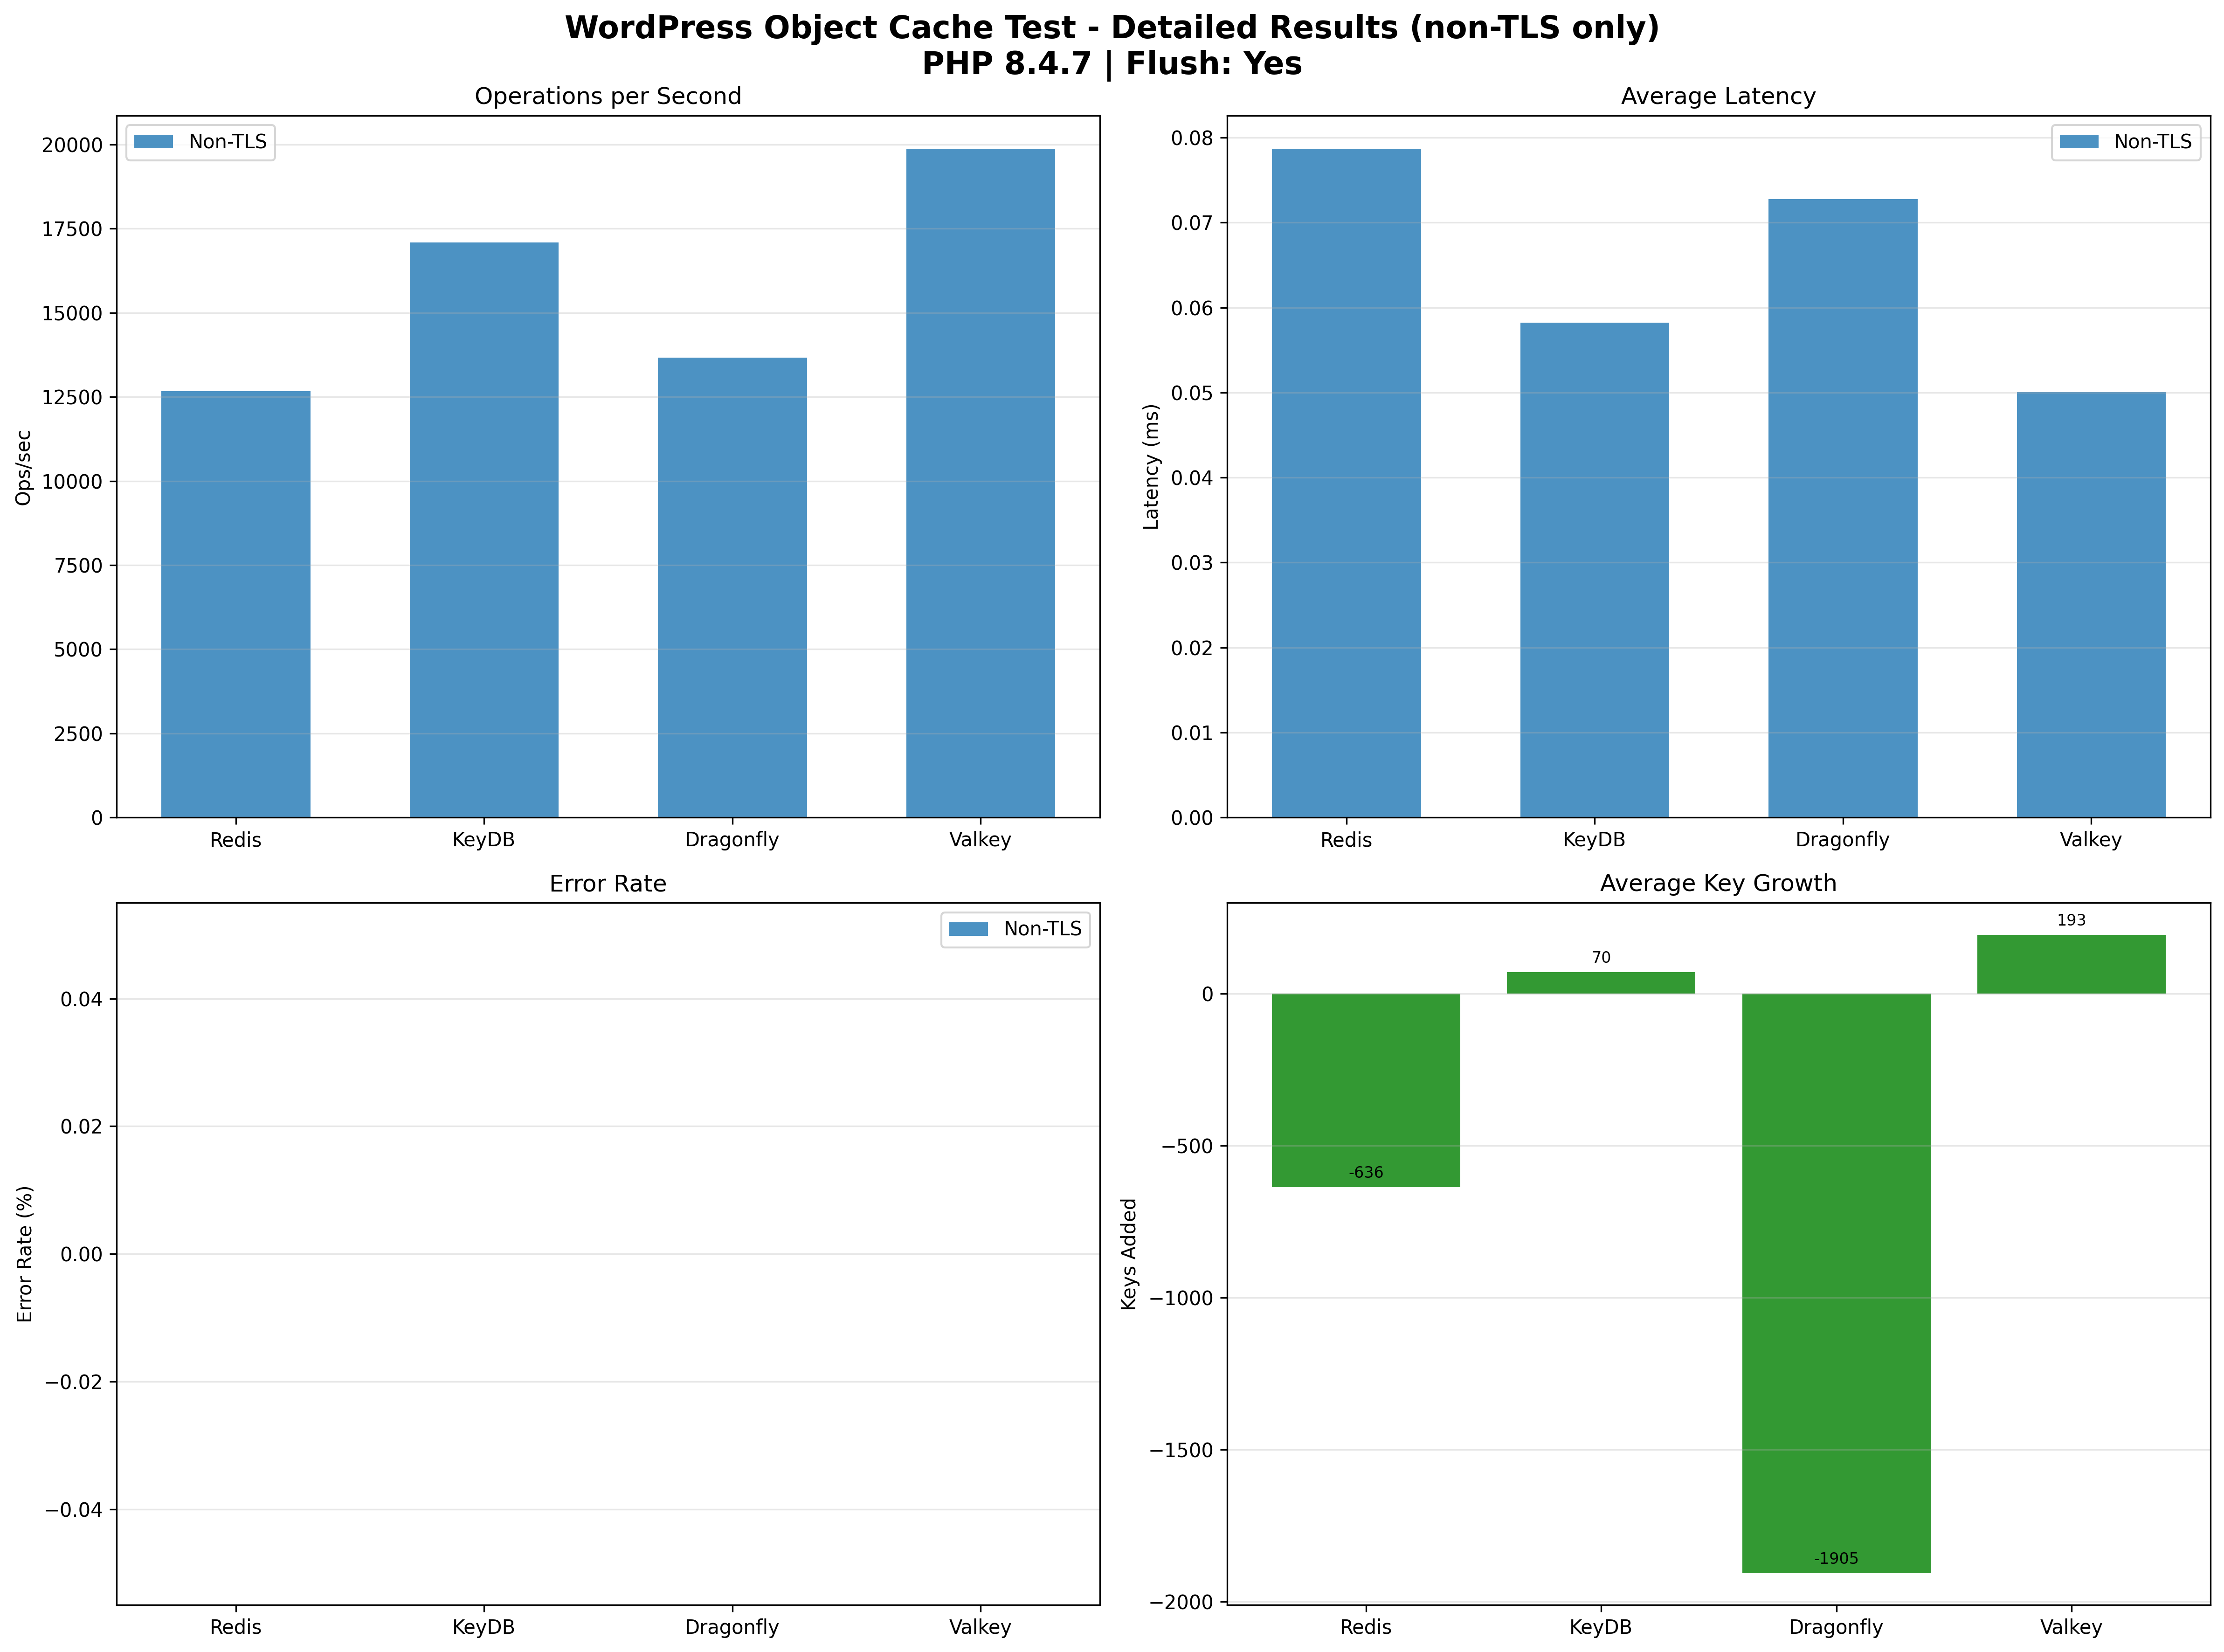 WordPress Object Cache Test - Detailed Results (non-TLS only)
PHP 8.4.7 | Flush: Yes
Operations per Second
Non-TLS
20000
17500
15000
12500
10000
7500
5000
2500
0
Ops/sec
Redis
KeyDB
Dragonfly
Valkey
Average Latency
Non-TLS
0.08
0.07
0.06
0.05
0.04
0.03
0.02
0.01
0.00
Latency (ms)
Redis
KeyDB
Dragonfly
Valkey
Error Rate
Non-TLS
0.04
0.02
0.00
−0.02
−0.04
Error Rate (%)
Redis
KeyDB
Dragonfly
Valkey
Average Key Growth
193
70
-636
-1905
0
−500
−1000
−1500
−2000
Keys Added
Redis
KeyDB
Dragonfly
Valkey